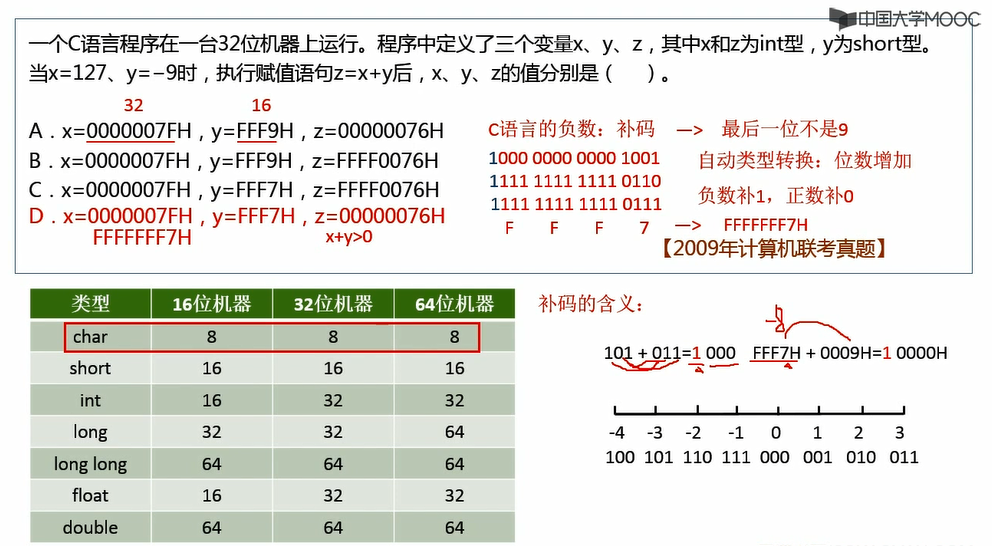 中国大学MOOC
一个C语言程序在一台32位机器上运行。程序中定义了三个变量x、y、z，其中x和z为int型，y为short型。
当x=127、y=-9时，执行赋值语句z=x+y后，x、y、z的值分别是（ ）。
32 16
A．x=0000007FH，y=FFF9H，z=00000076H
B．x=0000007FH，y=FFF9H，z=FFFF0076H
C．x=0000007FH，y=FFF7H，z=FFFF0076H
D．x=0000007FH，y=FFF7H，z=00000076H
FFFFFFF7H x+y>0
C语言的负数：补码 —> 最后一位不是9
1000 0000 0000 1001
1111 1111 1111 0110
1111 1111 1111 0111
F F F 7 —> FFFFFFF7H
自动类型转换：位数增加
负数补1，正数补0
【2009年计算机联考真题】
类型 16位机器 32位机器 64位机器
char 8 8 8
short 16 16 16
int 16 32 32
long 32 32 64
long long 64 64 64
float 16 32 32
double 64 64 64
补码的含义：
101 + 011=1 000 FFF7H + 0009H=1 0000H
-4 -3 -2 -1 0 1 2 3
100 101 110 111 000 001 010 011